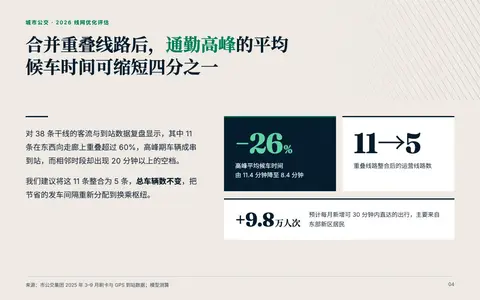 城市公交 · 2026 线网优化评估
合并重叠线路后，通勤高峰的平均
候车时间可缩短四分之一
对 38 条干线的客流与到站数据复盘显示，其中 11
条在东西向走廊上重叠超过 60%，高峰期车辆成串
到站，而相邻时段却出现 20 分钟以上的空档。
我们建议将这 11 条整合为 5 条，总车辆数不变，把
节省的发车间隔重新分配到换乘枢纽。
−26%
高峰平均候车时间
由 11.4 分钟降至 8.4 分钟
11→5
重叠线路整合后的运营线路数
+9.8万人次
预计每月新增可 30 分钟内直达的出行，主要来自
东部新区居民
来源：市公交集团 2025 年 3–9 月刷卡与 GPS 到站数据；模型测算
04